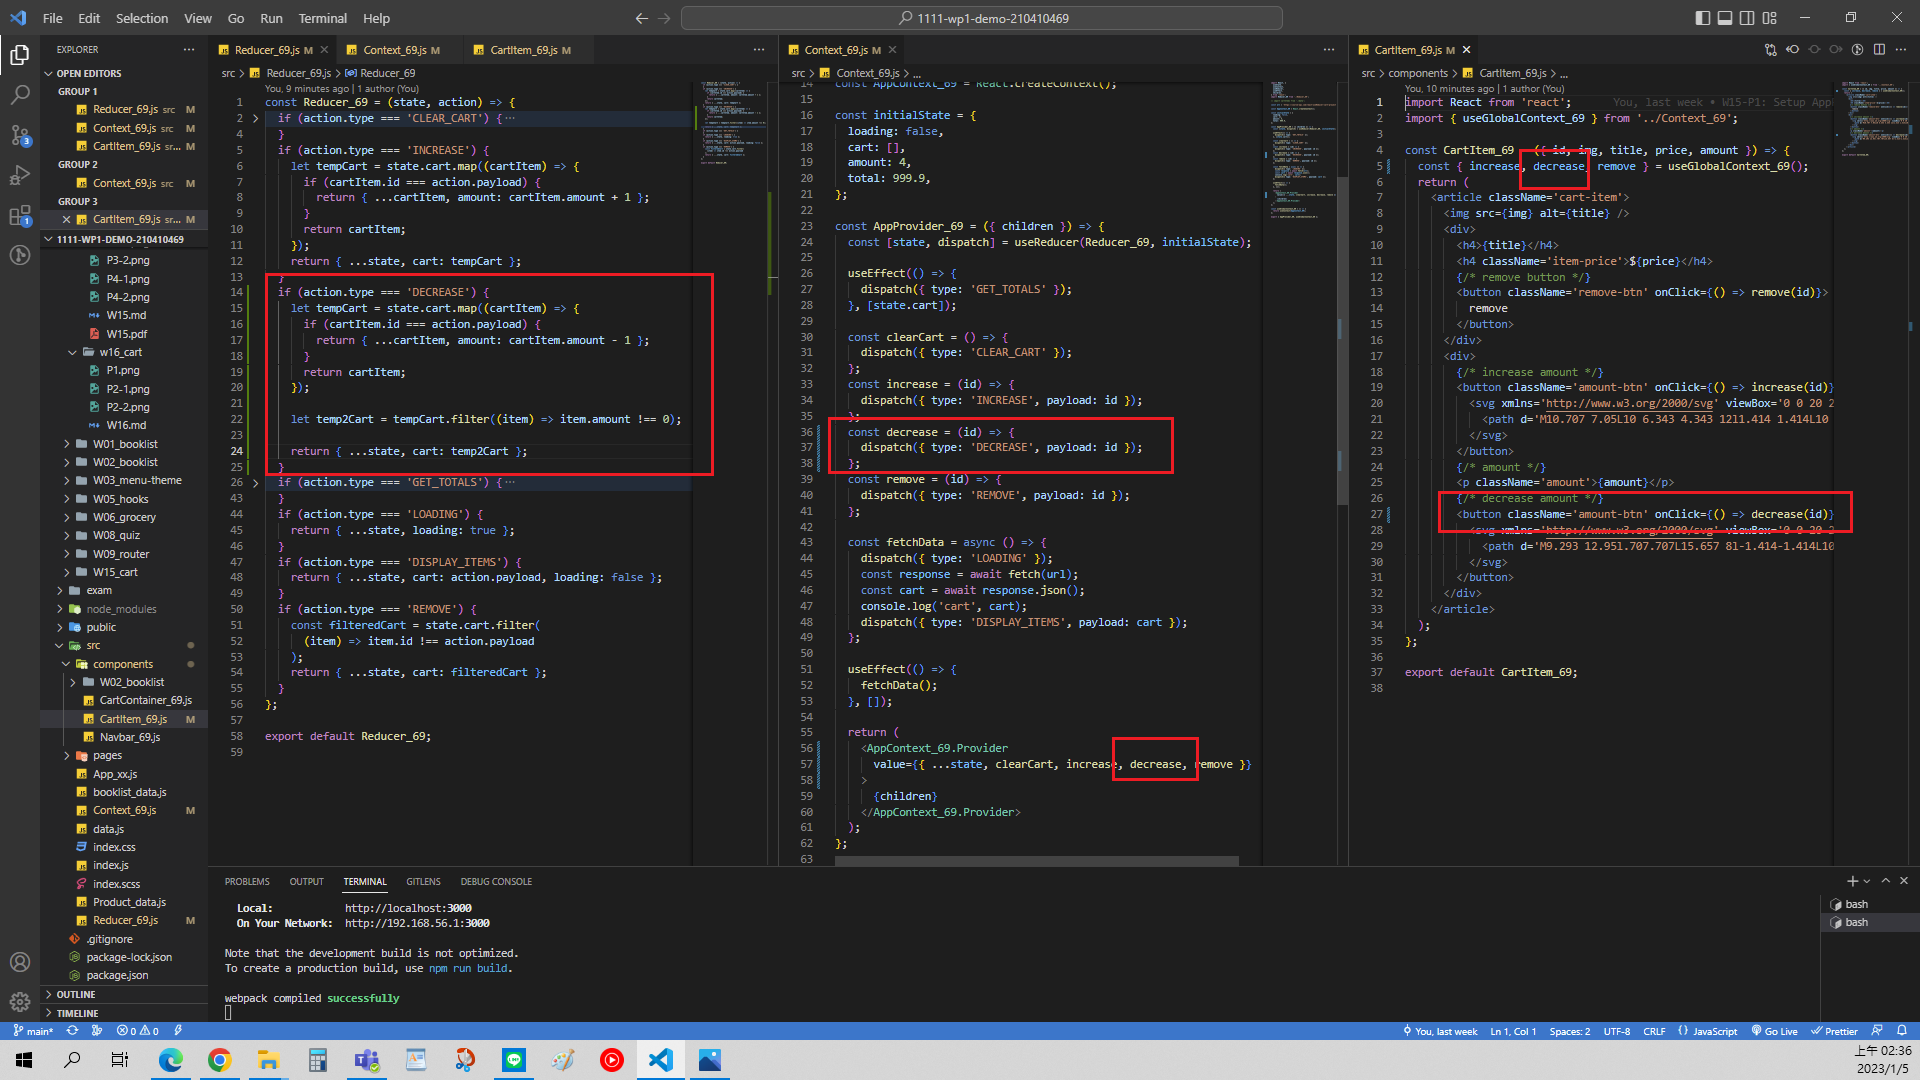 File Edit Selection View Go Run Terminal Help
1111-wp1-demo-210410469
EXPLORER
OPEN EDITORS
GROUP 1
Reducer_69.js src M
Context_69.js src M
CartItem_69.js sr... M
GROUP 2
Context_69.js src M
GROUP 3
CartItem_69.js sr... M
1111-WP1-DEMO-210410469
P3-2.png
P4-1.png
P4-2.png
W15.md
W15.pdf
w16_cart
P1.png
P2-1.png
P2-2.png
W16.md
W01_booklist
W02_booklist
W03_menu-theme
W05_hooks
W06_grocery
W08_quiz
W09_router
W15_cart
exam
node_modules
public
src
components
W02_booklist
CartContainer_69.js
CartItem_69.js M
Navbar_69.js
pages
App_xx.js
booklist_data.js
Context_69.js M
data.js
index.css
index.js
index.scss
Product_data.js
Reducer_69.js M
.gitignore
package-lock.json
package.json
OUTLINE
TIMELINE
Reducer_69.js M
Context_69.js M
CartItem_69.js M
src > Reducer_69.js > Reducer_69
You, 9 minutes ago | 1 author (You)
1 const Reducer_69 = (state, action) => {
2 if (action.type === 'CLEAR_CART') {···
4 }
5 if (action.type === 'INCREASE') {
6 let tempCart = state.cart.map((cartItem) => {
7 if (cartItem.id === action.payload) {
8 return { ...cartItem, amount: cartItem.amount + 1 };
9 }
10 return cartItem;
11 });
12 return { ...state, cart: tempCart };
13 }
14 if (action.type === 'DECREASE') {
15 let tempCart = state.cart.map((cartItem) => {
16 if (cartItem.id === action.payload) {
17 return { ...cartItem, amount: cartItem.amount - 1 };
18 }
19 return cartItem;
20 });
21
22 let temp2Cart = tempCart.filter((item) => item.amount !== 0);
23
24 return { ...state, cart: temp2Cart };
25 }
26 if (action.type === 'GET_TOTALS') {···
43 }
44 if (action.type === 'LOADING') {
45 return { ...state, loading: true };
46 }
47 if (action.type === 'DISPLAY_ITEMS') {
48 return { ...state, cart: action.payload, loading: false };
49 }
50 if (action.type === 'REMOVE') {
51 const filteredCart = state.cart.filter(
52 (item) => item.id !== action.payload
53 );
54 return { ...state, cart: filteredCart };
55 }
56 };
57
58 export default Reducer_69;
59
Context_69.js M
src > Context_69.js > ...
14 const AppContext_69 = React.createContext();
15
16 const initialState = {
17 loading: false,
18 cart: [],
19 amount: 4,
20 total: 999.9,
21 };
22
23 const AppProvider_69 = ({ children }) => {
24 const [state, dispatch] = useReducer(Reducer_69, initialState);
25
26 useEffect(() => {
27 dispatch({ type: 'GET_TOTALS' });
28 }, [state.cart]);
29
30 const clearCart = () => {
31 dispatch({ type: 'CLEAR_CART' });
32 };
33 const increase = (id) => {
34 dispatch({ type: 'INCREASE', payload: id });
35 };
36 const decrease = (id) => {
37 dispatch({ type: 'DECREASE', payload: id });
38 };
39 const remove = (id) => {
40 dispatch({ type: 'REMOVE', payload: id });
41 };
42
43 const fetchData = async () => {
44 dispatch({ type: 'LOADING' });
45 const response = await fetch(url);
46 const cart = await response.json();
47 console.log('cart', cart);
48 dispatch({ type: 'DISPLAY_ITEMS', payload: cart });
49 };
50
51 useEffect(() => {
52 fetchData();
53 }, []);
54
55 return (
56 <AppContext_69.Provider
57 value={{ ...state, clearCart, increase, decrease, remove }}
58 >
59 {children}
60 </AppContext_69.Provider>
61 );
62 };
63
CartItem_69.js M
src > components > CartItem_69.js > ...
You, 10 minutes ago | 1 author (You)
1 import React from 'react'; You, last week • W15-P1: Setup App
2 import { useGlobalContext_69 } from '../Context_69';
3
4 const CartItem_69 = ({ id, img, title, price, amount }) => {
5 const { increase, decrease, remove } = useGlobalContext_69();
6 return (
7 <article className='cart-item'>
8 <img src={img} alt={title} />
9 <div>
10 <h4>{title}</h4>
11 <h4 className='item-price'>${price}</h4>
12 {/* remove button */}
13 <button className='remove-btn' onClick={() => remove(id)}>
14 remove
15 </button>
16 </div>
17 <div>
18 {/* increase amount */}
19 <button className='amount-btn' onClick={() => increase(id)}
20 <svg xmlns='http://www.w3.org/2000/svg' viewBox='0 0 20 2
21 <path d='M10.707 7.05L10 6.343 4.343 12l1.414 1.414L10
22 </svg>
23 </button>
24 {/* amount */}
25 <p className='amount'>{amount}</p>
26 {/* decrease amount */}
27 <button className='amount-btn' onClick={() => decrease(id)}
28 <svg xmlns='http://www.w3.org/2000/svg' viewBox='0 0 20 2
29 <path d='M9.293 12.95l.707.707L15.657 8l-1.414-1.414L10
30 </svg>
31 </button>
32 </div>
33 </article>
34 );
35 };
36
37 export default CartItem_69;
38
PROBLEMS OUTPUT TERMINAL GITLENS DEBUG CONSOLE
Local: http://localhost:3000
On Your Network: http://192.168.56.1:3000
Note that the development build is not optimized.
To create a production build, use npm run build.
webpack compiled successfully
bash
bash
main* 0 0 You, last week Ln 1, Col 1 Spaces: 2 UTF-8 CRLF {} JavaScript Go Live Prettier
上午 02:36
2023/1/5